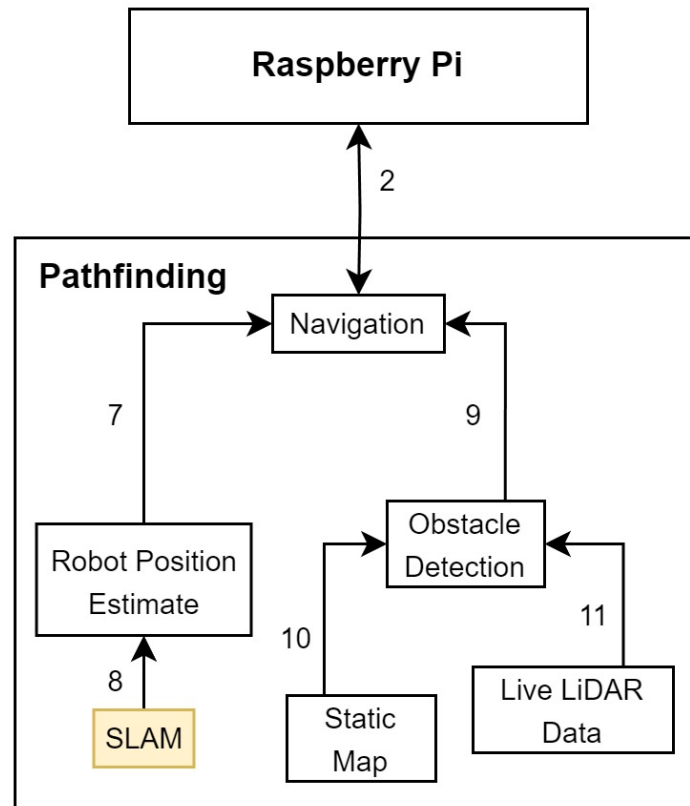 Raspberry Pi
2
Pathfinding
Navigation
7
9
Obstacle
Detection
Robot Position
Estimate
10
11
8
SLAM
Static
Map
Live LiDAR
Data